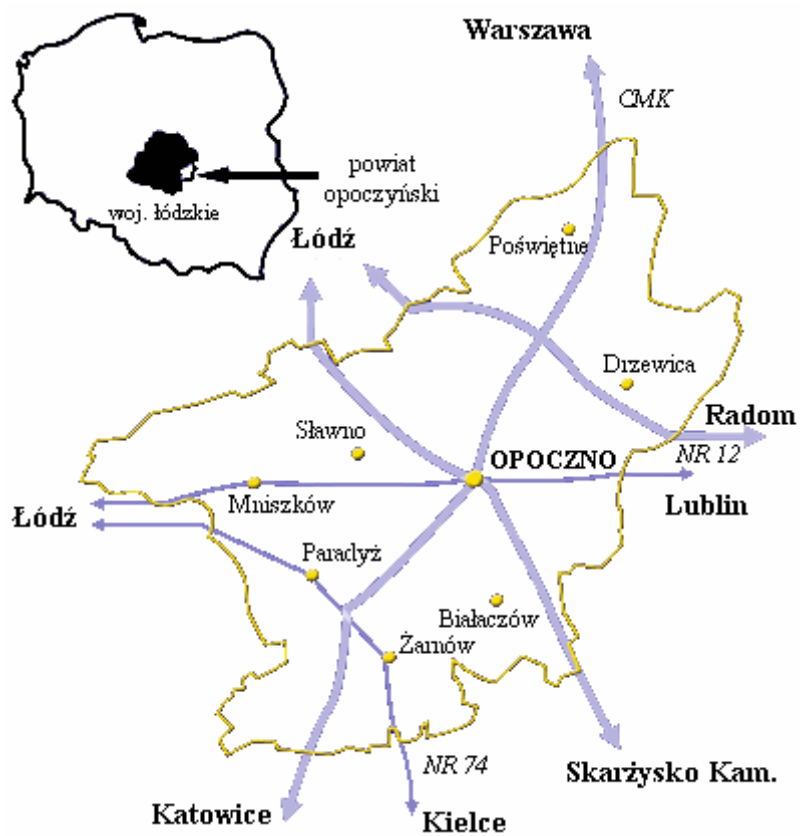 Warszawa
CMK
powiat
opoczyński
woj. łódzkie
Łódź
Poświętne
Drzewica
Radom
Sławno
OPOCZNO
NR 12
Mniszków
Lublin
Łódź
Paradyż
Białaczów
Żarnów
NR 74
Skarżysko Kam.
Katowice
Kielce